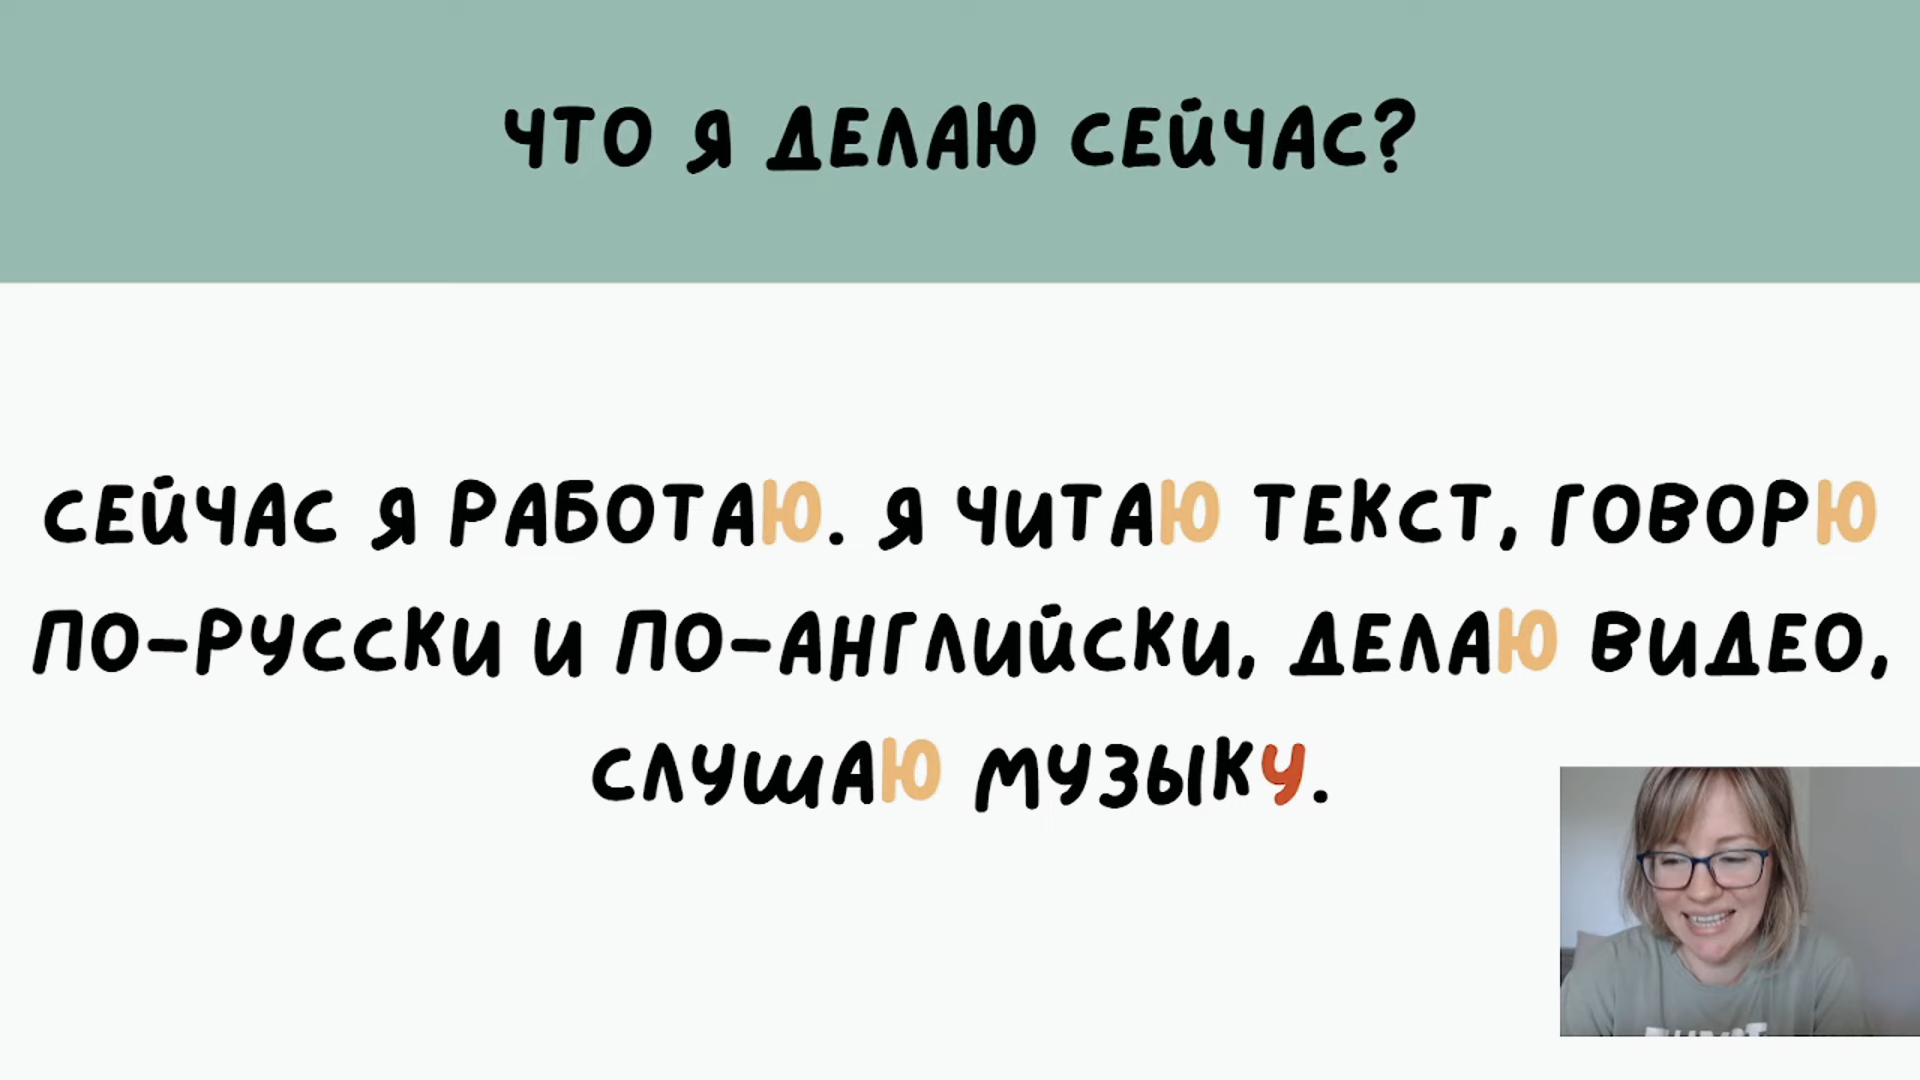 ЧТО Я ДЕЛАЮ СЕЙЧАС?
СЕЙЧАС Я РАБОТАЮ. Я ЧИТАЮ ТЕКСТ, ГОВОРЮ
ПО-РУССКИ И ПО-АНГЛИЙСКИ, ДЕЛАЮ ВИДЕО,
СЛУШАЮ МУЗЫКУ.